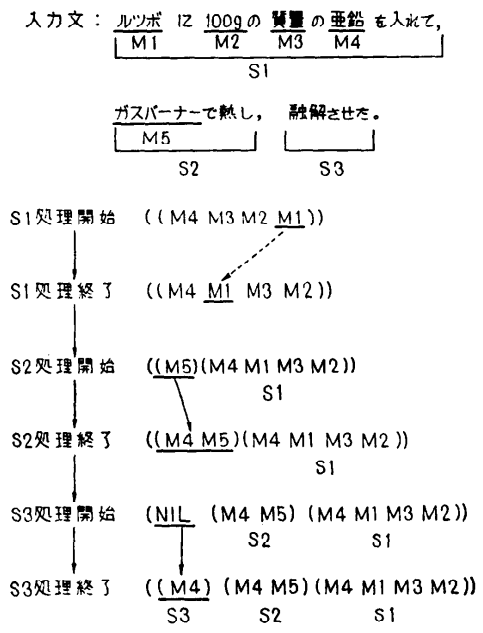 入力文： ルツボ に 100gの 質量 の 亜鉛 を入れて，
M1 M2 M3 M4
S1
ガスバーナーで熱し， 融解させた。
M5
S2 S3
S1処理開始 ((M4 M3 M2 M1))
S1処理終了 ((M4 M1 M3 M2))
S2処理開始 ((M5)(M4 M1 M3 M2))
S1
S2処理終了 ((M4 M5)(M4 M1 M3 M2))
S1
S3処理開始 (NIL (M4 M5) (M4 M1 M3 M2))
S2 S1
S3処理終了 ((M4) (M4 M5)(M4 M1 M3 M2))
S3 S2 S1